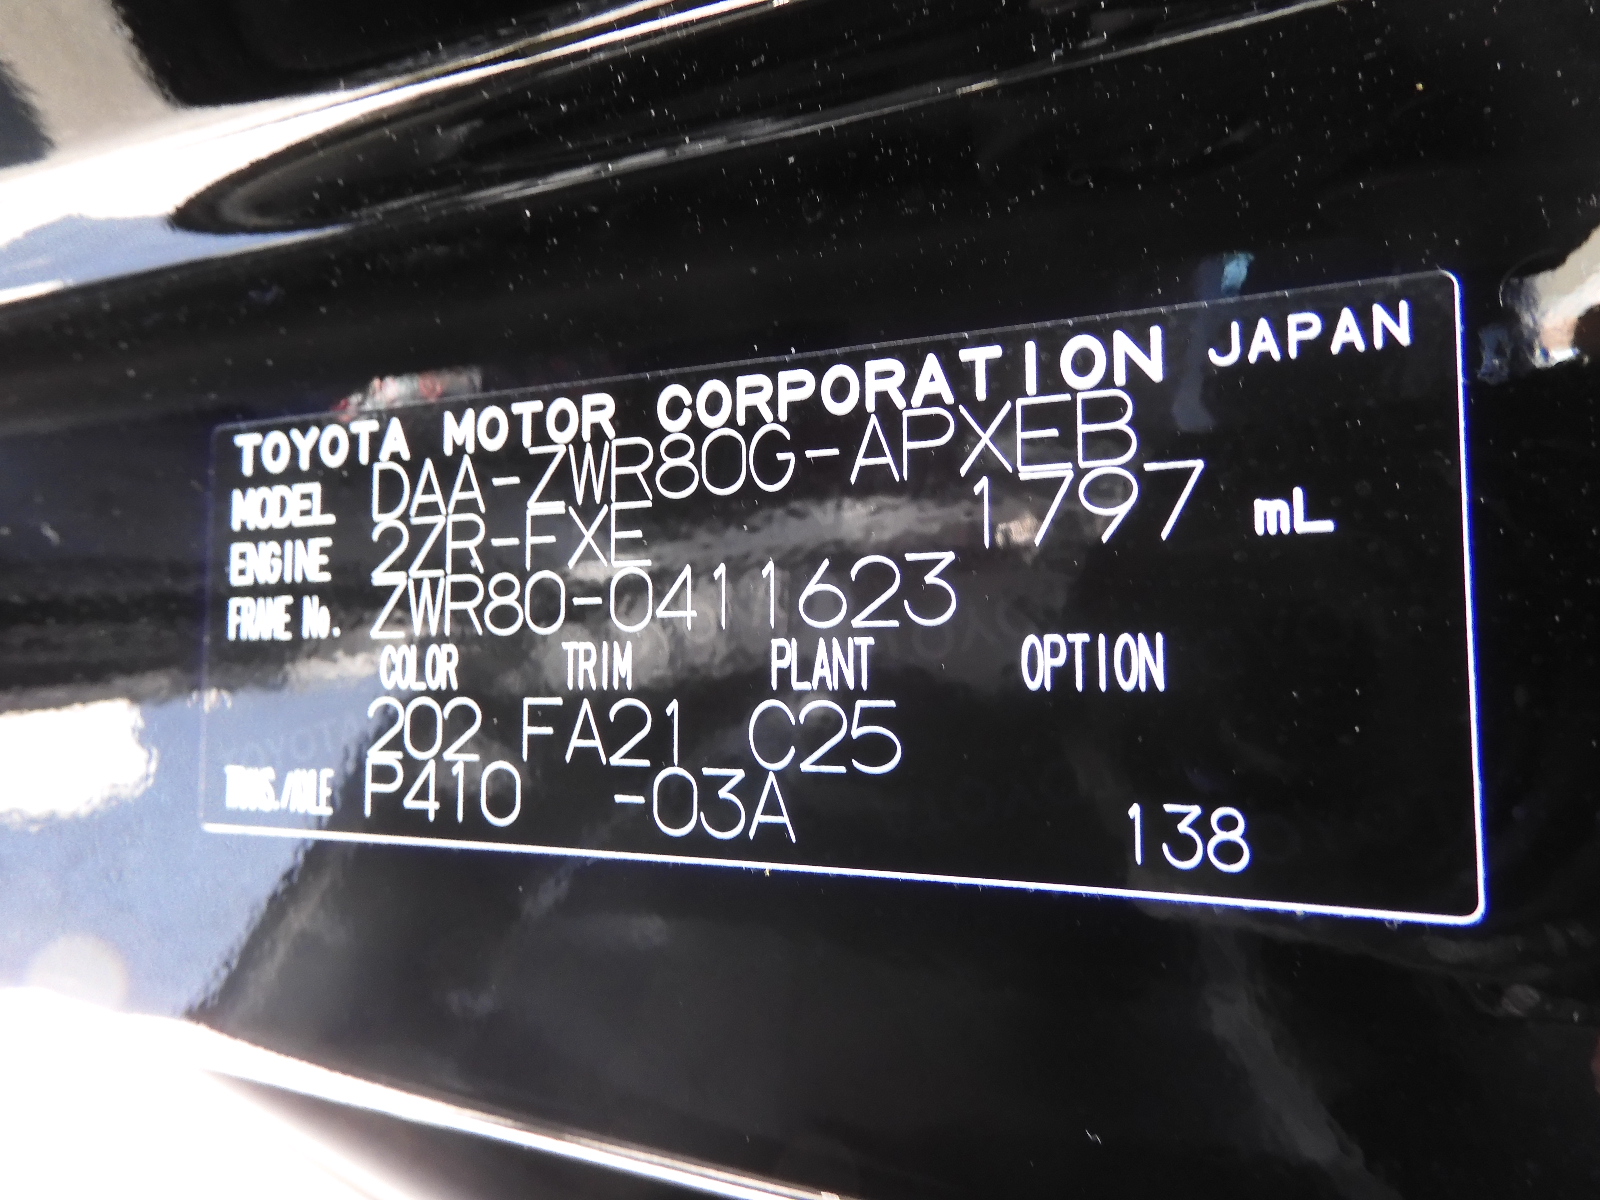 TOYOTA MOTOR CORPORATION JAPAN
MODEL DAA-ZWR80G-APXEB
ENGINE 2ZR-FXE 1797 mL
FRAME No. ZWR80-0411623
COLOR TRIM PLANT OPTION
202 FA21 C25
TRANS./AXLE P410 -03A 138